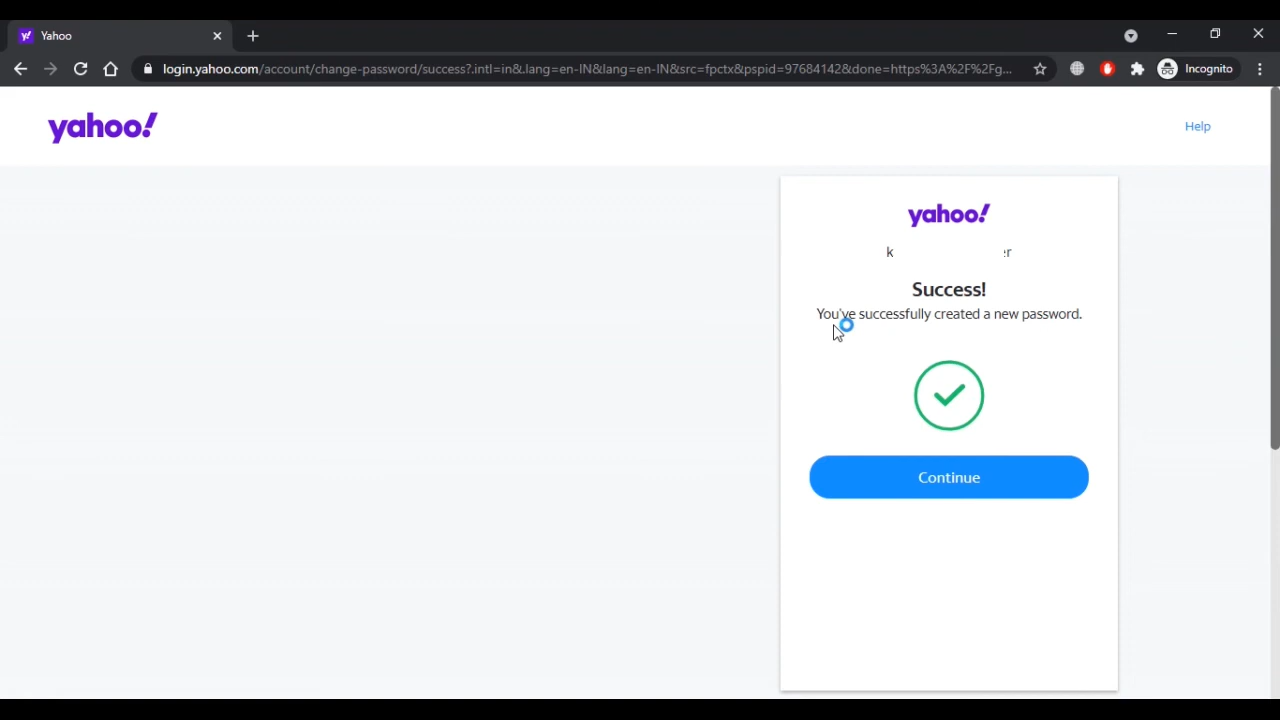 Yahoo
login.yahoo.com/account/change-password/success?.intl=in&.lang=en-IN&lang=en-IN&src=fpctx&pspid=97684142&done=https%3A%2F%2Fg...
Incognito
yahoo!
Help
yahoo!
k er
Success!
You've successfully created a new password.
Continue